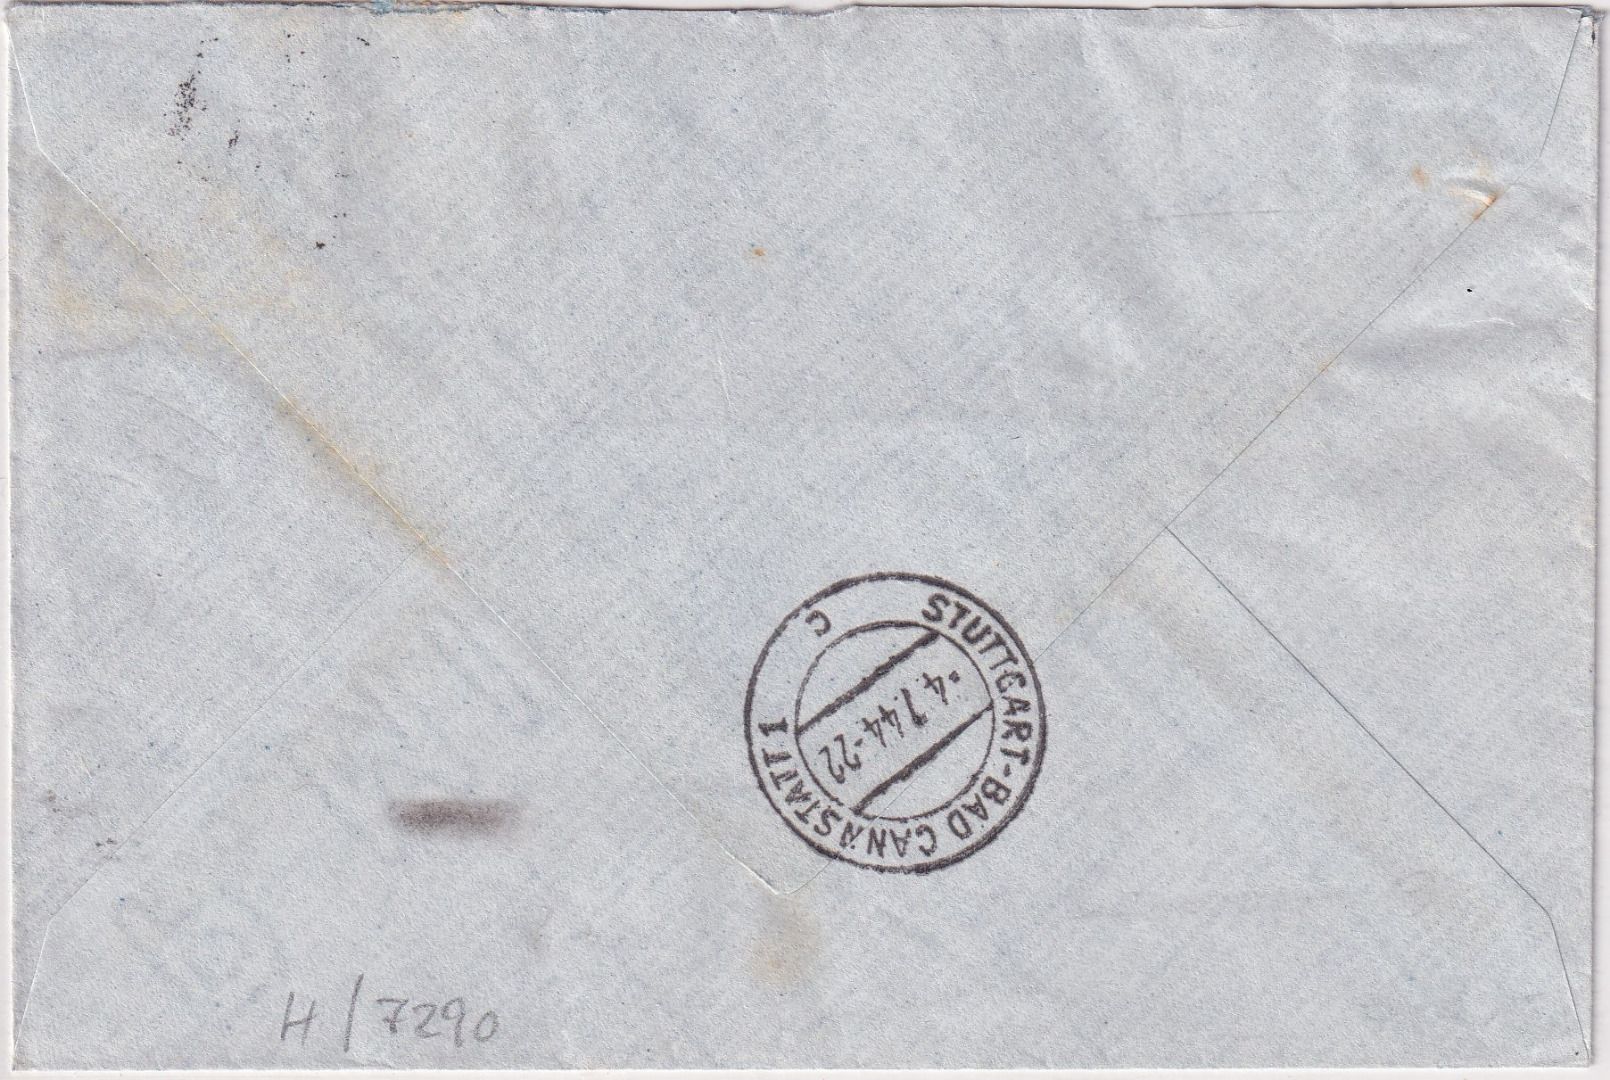 STUTTGART-BAD CANNSTATT 1
c
-4.7.44-22
H/7290